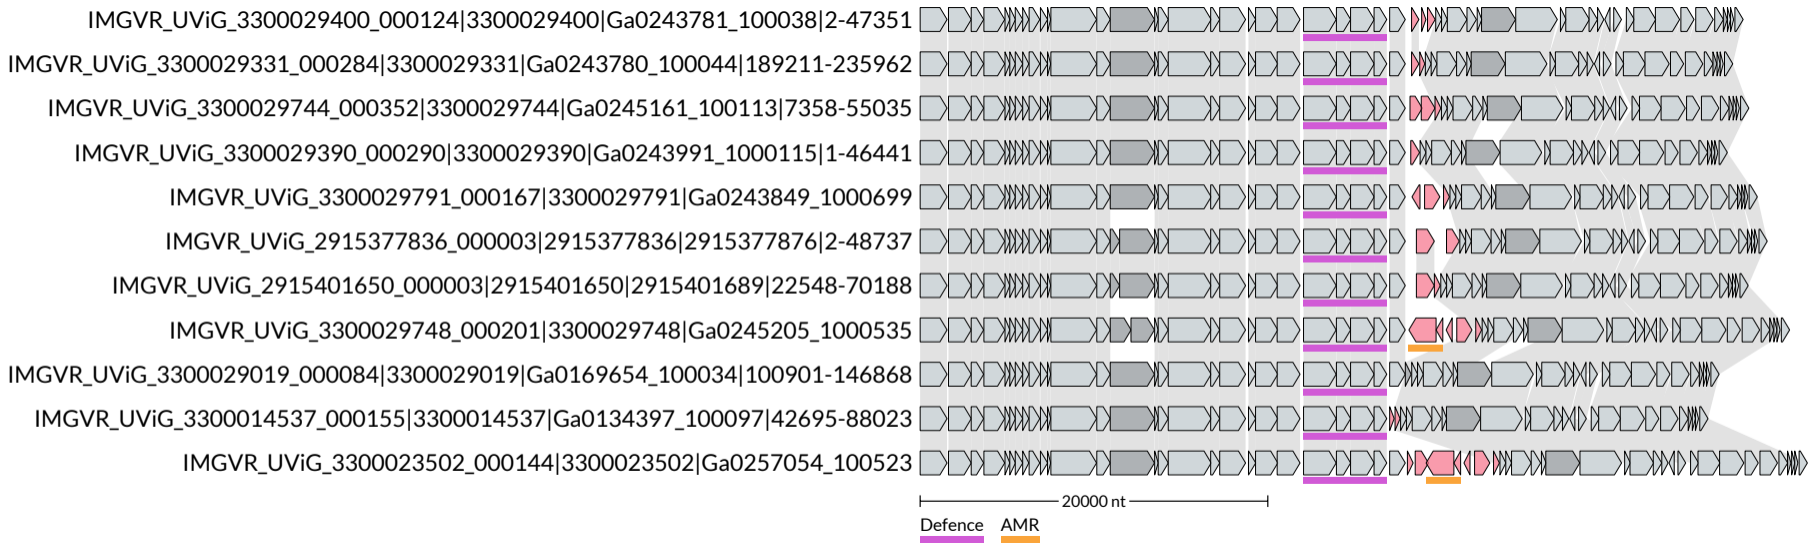 IMGVR_UViG_3300029400_000124|3300029400|Ga0243781_100038|2-47351
IMGVR_UViG_3300029331_000284|3300029331|Ga0243780_100044|189211-235962
IMGVR_UViG_3300029744_000352|3300029744|Ga0245161_100113|7358-55035
IMGVR_UViG_3300029390_000290|3300029390|Ga0243991_1000115|1-46441
IMGVR_UViG_3300029791_000167|3300029791|Ga0243849_1000699
IMGVR_UViG_2915377836_000003|2915377836|2915377876|2-48737
IMGVR_UViG_2915401650_000003|2915401650|2915401689|22548-70188
IMGVR_UViG_3300029748_000201|3300029748|Ga0245205_1000535
IMGVR_UViG_3300029019_000084|3300029019|Ga0169654_100034|100901-146868
IMGVR_UViG_3300014537_000155|3300014537|Ga0134397_100097|42695-88023
IMGVR_UViG_3300023502_000144|3300023502|Ga0257054_100523
20000 nt
Defence AMR